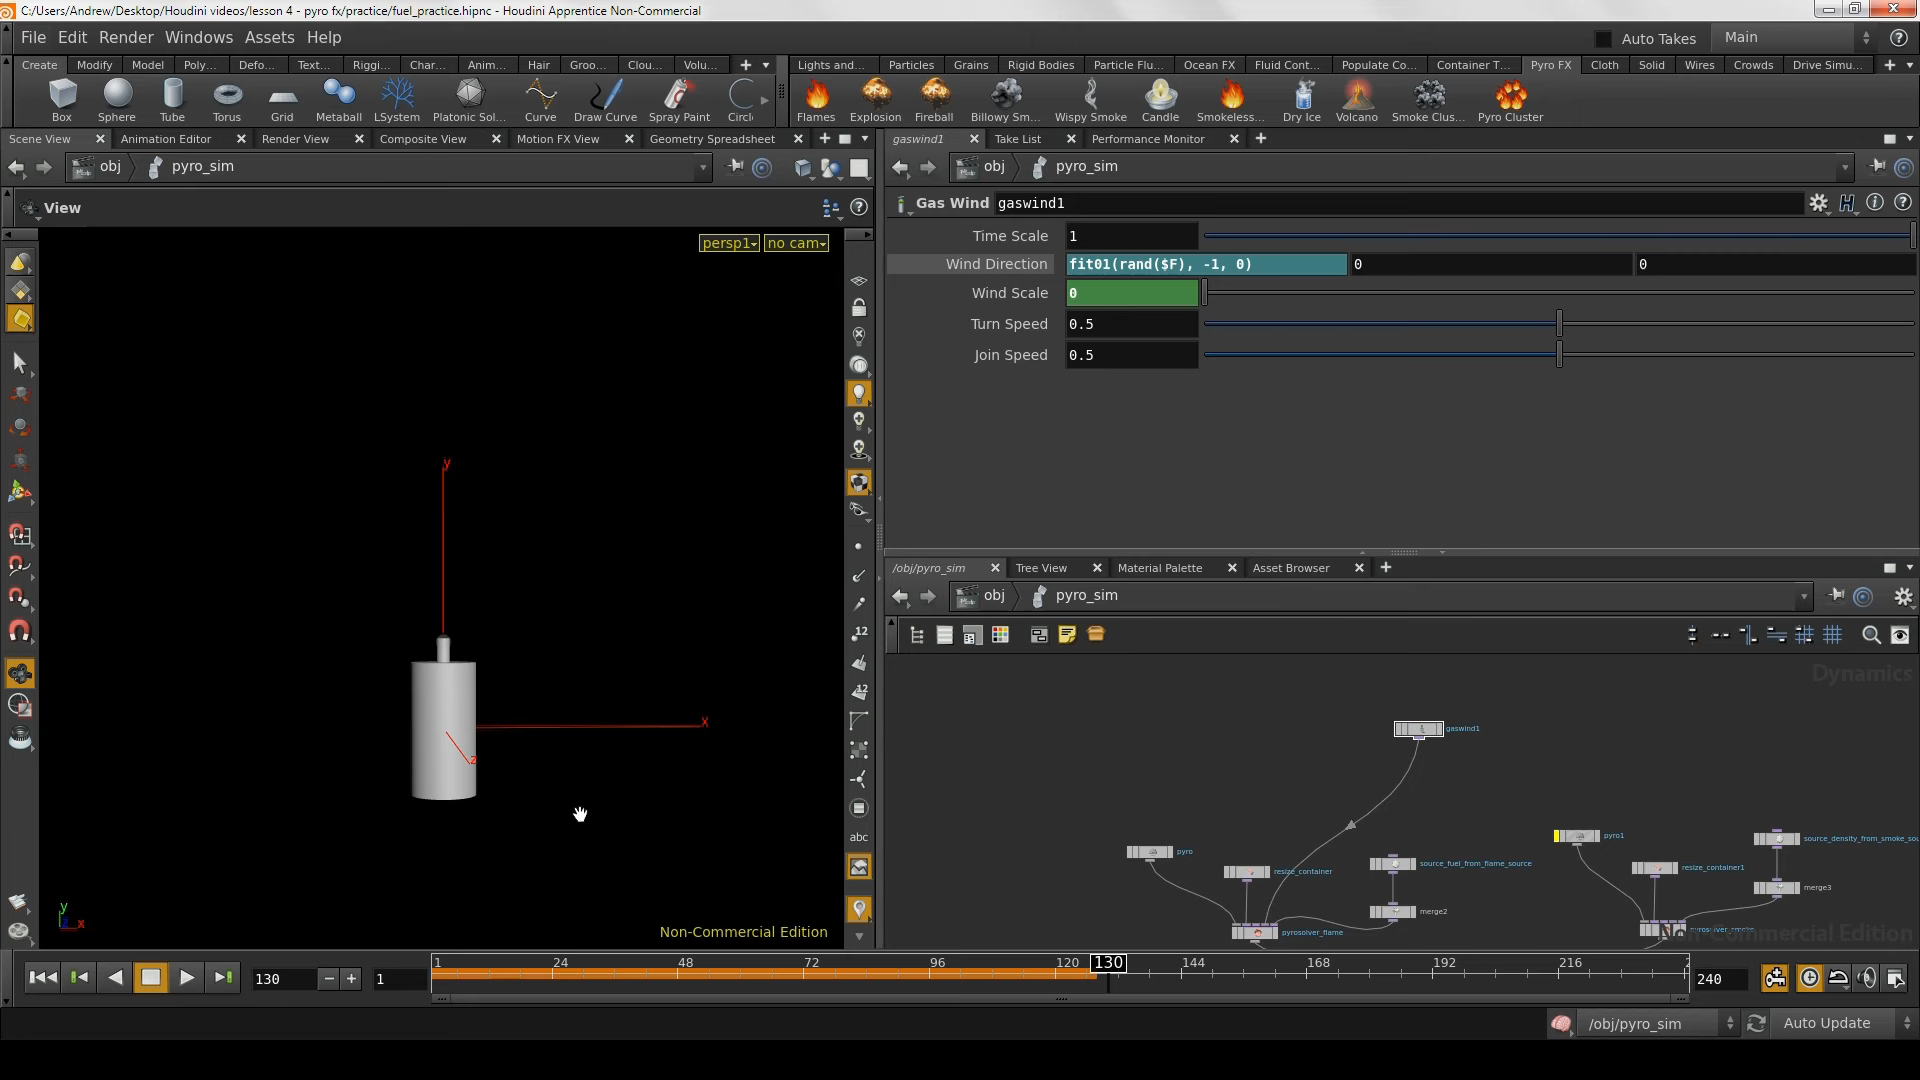 C:/Users/Andrew/Desktop/Houdini videos/lesson 4 - pyro fx/practice/fuel_practice.hipnc - Houdini Apprentice Non-Commercial
File Edit Render Windows Assets Help
Auto Takes Main
Create Modify Model Poly... Defo... Text... Riggi... Char... Anim... Hair Groo... Clou... Volu...
Lights and... Particles Grains Rigid Bodies Particle Flu... Ocean FX Fluid Cont... Populate Co... Container T... Pyro FX Cloth Solid Wires Crowds Drive Simu...
Box Sphere Tube Torus Grid Metaball LSystem Platonic Sol... Curve Draw Curve Spray Paint Circl
Flames Explosion Fireball Billowy Sm... Wispy Smoke Candle Smokeless... Dry Ice Volcano Smoke Clus... Pyro Cluster
Scene View Animation Editor Render View Composite View Motion FX View Geometry Spreadsheet
gaswind1 Take List Performance Monitor
obj pyro_sim
obj pyro_sim
View
Gas Wind gaswind1
persp1 no cam
Time Scale 1
Wind Direction fit01(rand($F), -1, 0) 0 0
Wind Scale 0
Turn Speed 0.5
Join Speed 0.5
y
x
z
12
12
abc
y
z x
Non-Commercial Edition
/obj/pyro_sim Tree View Material Palette Asset Browser
obj pyro_sim
Dynamics
gaswind1
pyro
resize_container
source_fuel_from_flame_source
merge2
pyrosolver_flame
pyro1
resize_container1
source_density_from_smoke_sou
merge3
pyrosolver_smoke
Non-Commercial Edition
130 1
1 24 48 72 96 120 130 144 168 192 216 2
240
/obj/pyro_sim Auto Update